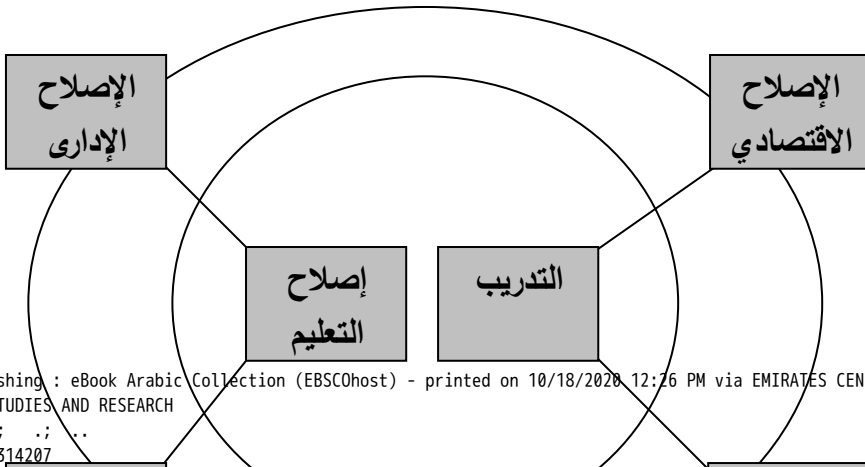 الإصلاح
الإدارى
الإصلاح
الاقتصادي
إصلاح
التعليم
التدريب
shing : eBook Arabic Collection (EBSCOhost) - printed on 10/18/2020 12:26 PM via EMIRATES CEN
TUDIES AND RESEARCH
; .; ..
314207